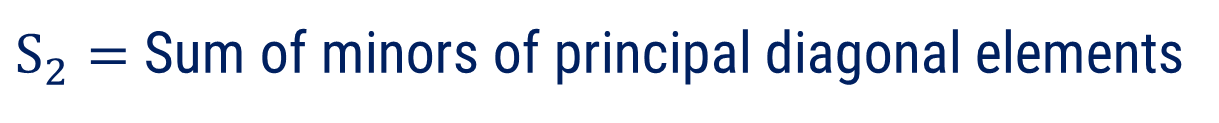 S₂ = Sum of minors of principal diagonal elements